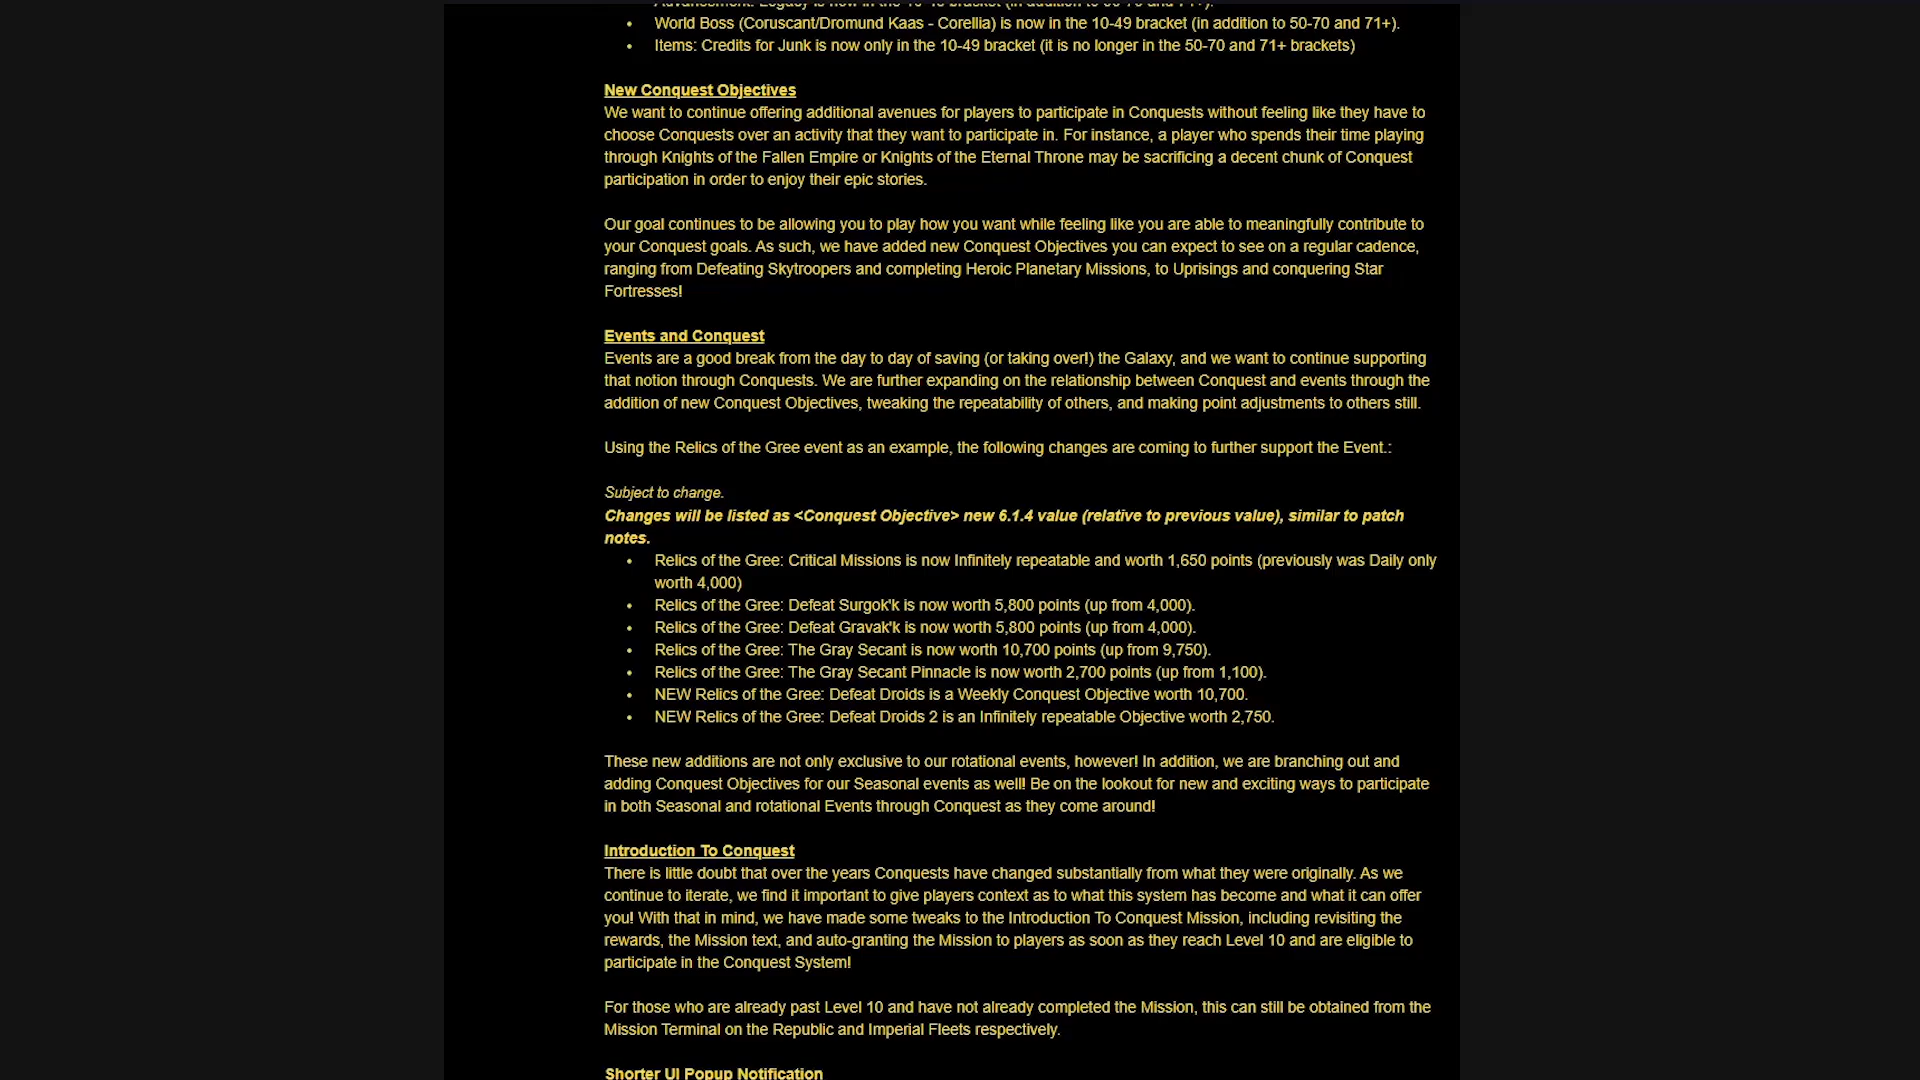 World Boss (Coruscant/Dromund Kaas - Corellia) is now in the 10-49 bracket (in addition to 50-70 and 71+).
Items: Credits for Junk is now only in the 10-49 bracket (it is no longer in the 50-70 and 71+ brackets)
New Conquest Objectives
We want to continue offering additional avenues for players to participate in Conquests without feeling like they have to
choose Conquests over an activity that they want to participate in. For instance, a player who spends their time playing
through Knights of the Fallen Empire or Knights of the Eternal Throne may be sacrificing a decent chunk of Conquest
participation in order to enjoy their epic stories.
Our goal continues to be allowing you to play how you want while feeling like you are able to meaningfully contribute to
your Conquest goals. As such, we have added new Conquest Objectives you can expect to see on a regular cadence,
ranging from Defeating Skytroopers and completing Heroic Planetary Missions, to Uprisings and conquering Star
Fortresses!
Events and Conquest
Events are a good break from the day to day of saving (or taking over!) the Galaxy, and we want to continue supporting
that notion through Conquests. We are further expanding on the relationship between Conquest and events through the
addition of new Conquest Objectives, tweaking the repeatability of others, and making point adjustments to others still.
Using the Relics of the Gree event as an example, the following changes are coming to further support the Event.:
Subject to change.
Changes will be listed as <Conquest Objective> new 6.1.4 value (relative to previous value), similar to patch
notes.
Relics of the Gree: Critical Missions is now Infinitely repeatable and worth 1,650 points (previously was Daily only
worth 4,000)
Relics of the Gree: Defeat Surgok'k is now worth 5,800 points (up from 4,000).
Relics of the Gree: Defeat Gravak'k is now worth 5,800 points (up from 4,000).
Relics of the Gree: The Gray Secant is now worth 10,700 points (up from 9,750).
Relics of the Gree: The Gray Secant Pinnacle is now worth 2,700 points (up from 1,100).
NEW Relics of the Gree: Defeat Droids is a Weekly Conquest Objective worth 10,700.
NEW Relics of the Gree: Defeat Droids 2 is an Infinitely repeatable Objective worth 2,750.
These new additions are not only exclusive to our rotational events, however! In addition, we are branching out and
adding Conquest Objectives for our Seasonal events as well! Be on the lookout for new and exciting ways to participate
in both Seasonal and rotational Events through Conquest as they come around!
Introduction To Conquest
There is little doubt that over the years Conquests have changed substantially from what they were originally. As we
continue to iterate, we find it important to give players context as to what this system has become and what it can offer
you! With that in mind, we have made some tweaks to the Introduction To Conquest Mission, including revisiting the
rewards, the Mission text, and auto-granting the Mission to players as soon as they reach Level 10 and are eligible to
participate in the Conquest System!
For those who are already past Level 10 and have not already completed the Mission, this can still be obtained from the
Mission Terminal on the Republic and Imperial Fleets respectively.
Shorter UI Popup Notification